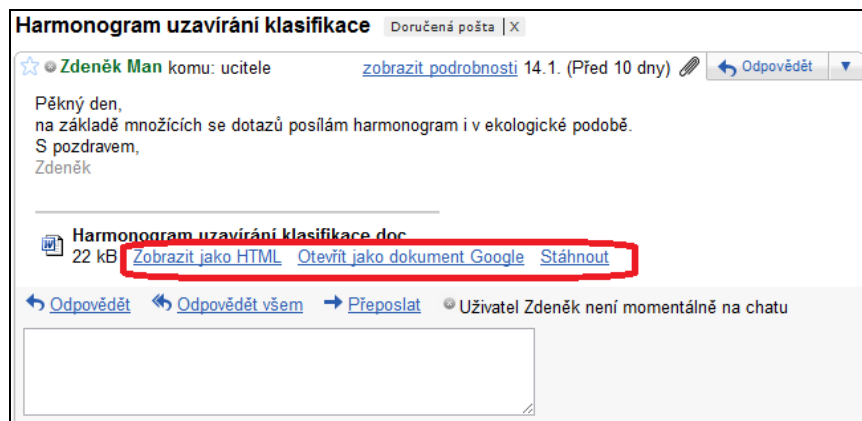 Harmonogram uzavírání klasifikace Doručená pošta | X
Zdeněk Man komu: ucitele zobrazit podrobnosti 14.1. (Před 10 dny) Odpovědět
Pěkný den,
na základě množících se dotazů posílám harmonogram i v ekologické podobě.
S pozdravem,
Zdeněk
Harmonogram uzavírání klasifikace.doc
22 kB Zobrazit jako HTML Otevřít jako dokument Google Stáhnout
Odpovědět Odpovědět všem Přeposlat Uživatel Zdeněk není momentálně na chatu